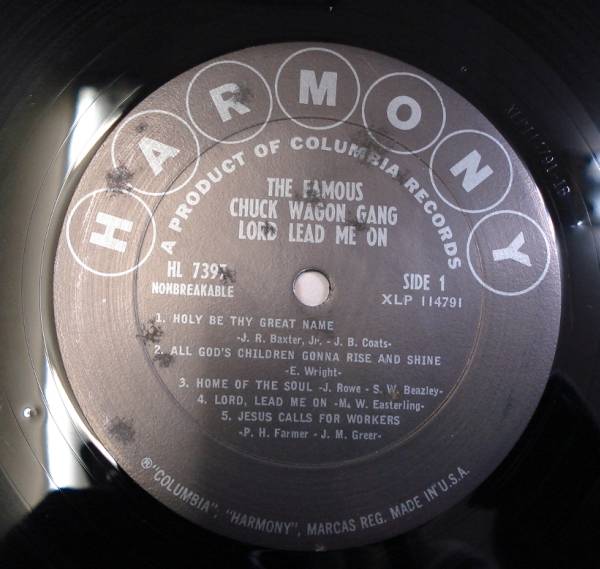 HARMONY
A PRODUCT OF COLUMBIA RECORDS
THE FAMOUS
CHUCK WAGON GANG
LORD LEAD ME ON
HL 7397
NONBREAKABLE
SIDE 1
XLP 114791
1. HOLY BE THY GREAT NAME
-J. R. Baxter, Jr. - J. B. Coats-
2. ALL GOD'S CHILDREN GONNA RISE AND SHINE
-E. Wright-
3. HOME OF THE SOUL -J. Rowe - S. W. Beazley-
4. LORD, LEAD ME ON -M. W. Easterling-
5. JESUS CALLS FOR WORKERS
-P. H. Farmer - J. M. Greer-
® "COLUMBIA", "HARMONY", MARCAS REG. MADE IN U.S.A.